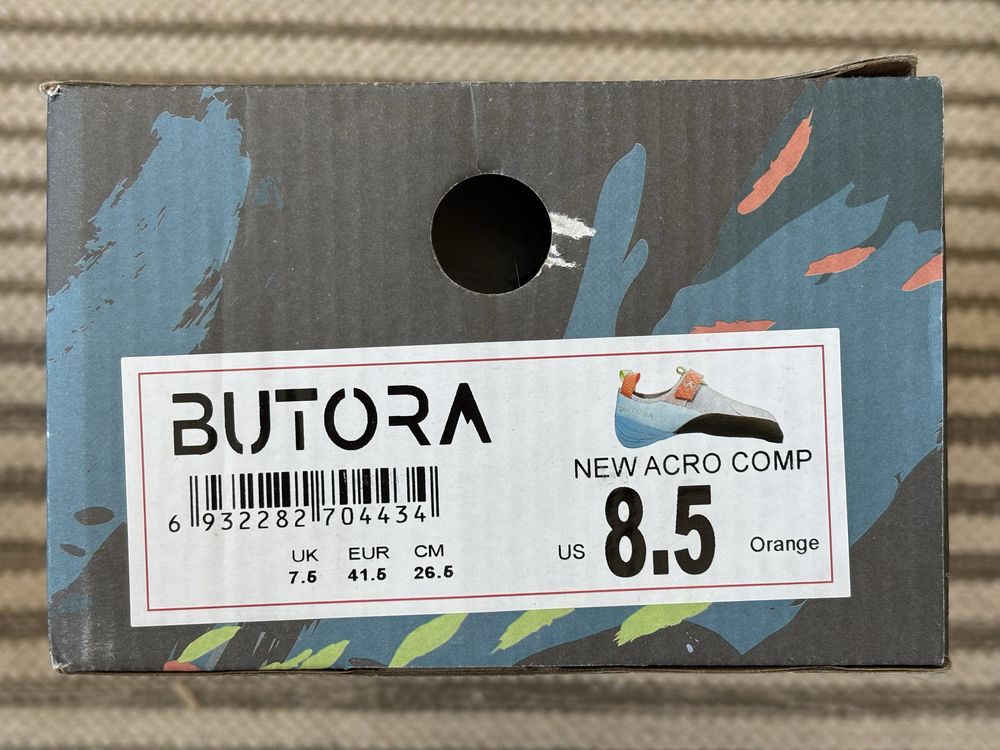 BUTORA
6 932282 704434
UK EUR CM
7.5 41.5 26.5
BUTORA
NEW ACRO COMP
US 8.5 Orange